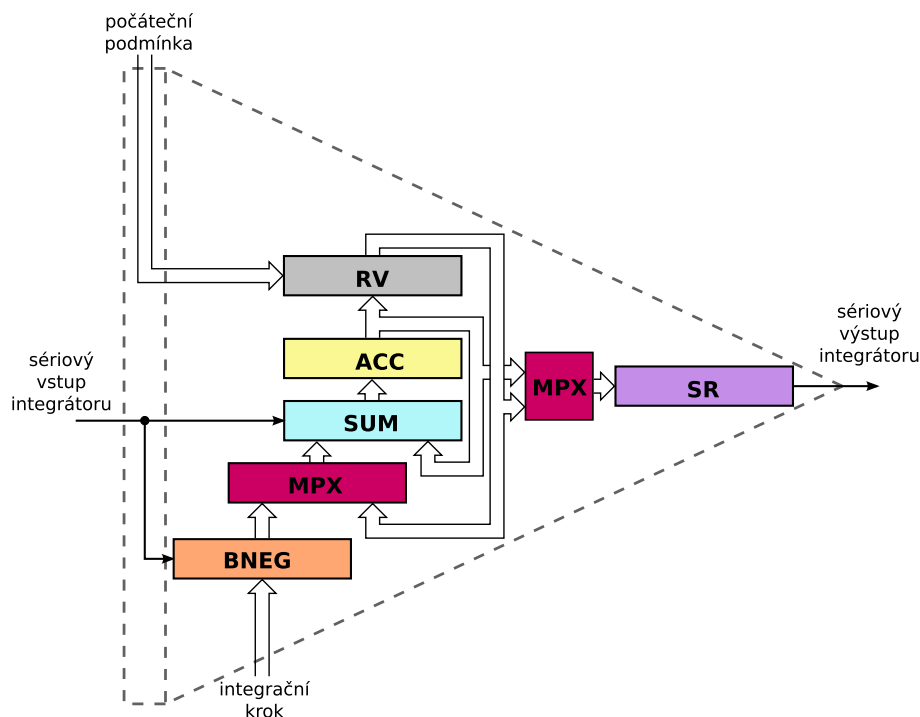 počáteční
podmínka
RV
sériový
výstup
integrátoru
ACC
sériový
vstup
integrátoru
MPX
SR
SUM
MPX
BNEG
integrační
krok